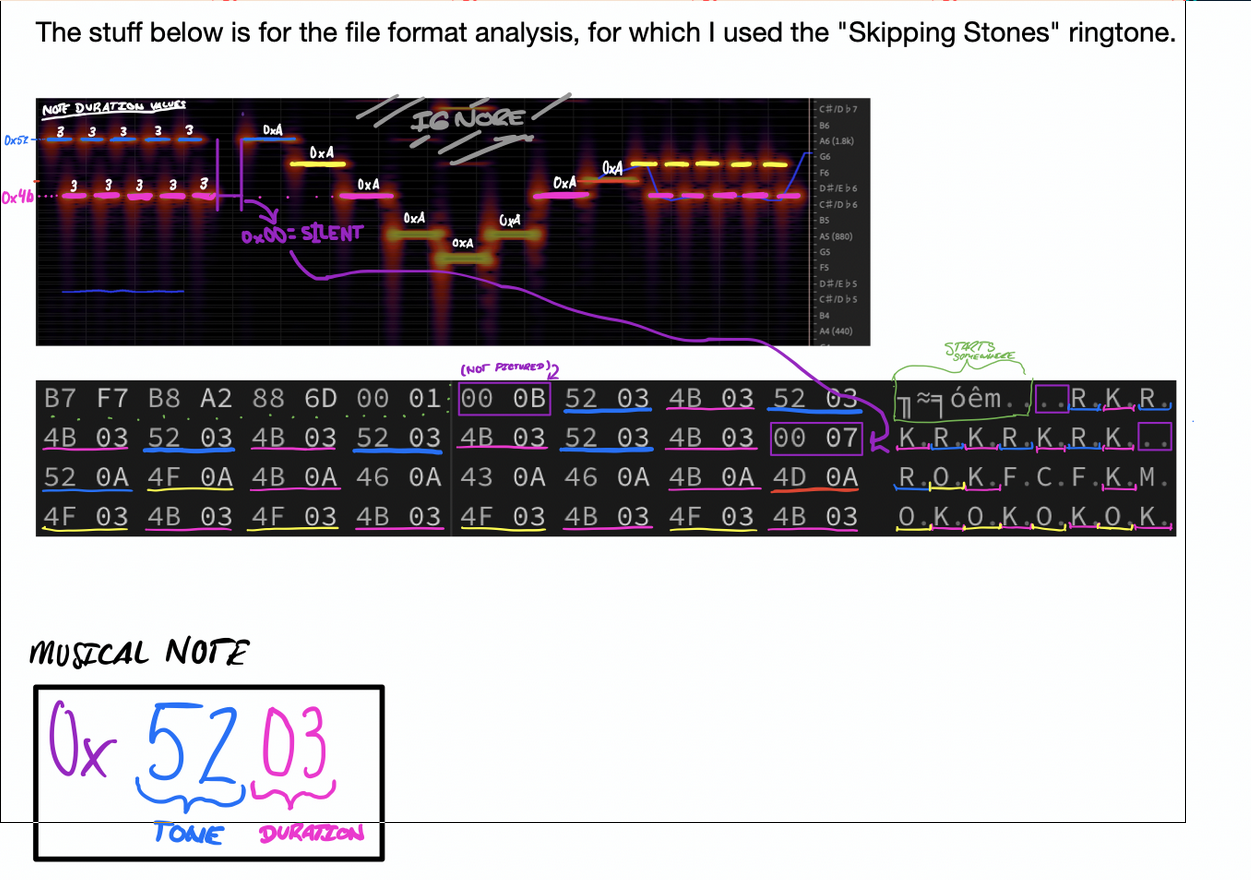 The stuff below is for the file format analysis, for which I used the "Skipping Stones" ringtone.
NOTE DURATION VALUES
IGNORE
C#/D♭7
B6
0x52
3 3 3 3 3
0xA
A6 (1.8k)
0xA
G6
F6
0xA
0x4b
3 3 3 3 3
0xA
0xA
D#/E♭6
C#/D♭6
0x00=SILENT
0xA
0xA
B5
A5 (880)
0xA
G5
F5
D#/E♭5
C#/D♭5
B4
A4 (440)
STARTS
SOMEWHERE
(NOT PICTURED)
B7 F7 B8 A2 88 6D 00 01 00 0B 52 03 4B 03 52 03 ╖≈╕óêm....R.K.R.
4B 03 52 03 4B 03 52 03 4B 03 52 03 4B 03 00 07 K.R.K.R.K.R.K...
52 0A 4F 0A 4B 0A 46 0A 43 0A 46 0A 4B 0A 4D 0A R.O.K.F.C.F.K.M.
4F 03 4B 03 4F 03 4B 03 4F 03 4B 03 4F 03 4B 03 O.K.O.K.O.K.O.K.
MUSICAL NOTE
0x 52 03
TONE DURATION